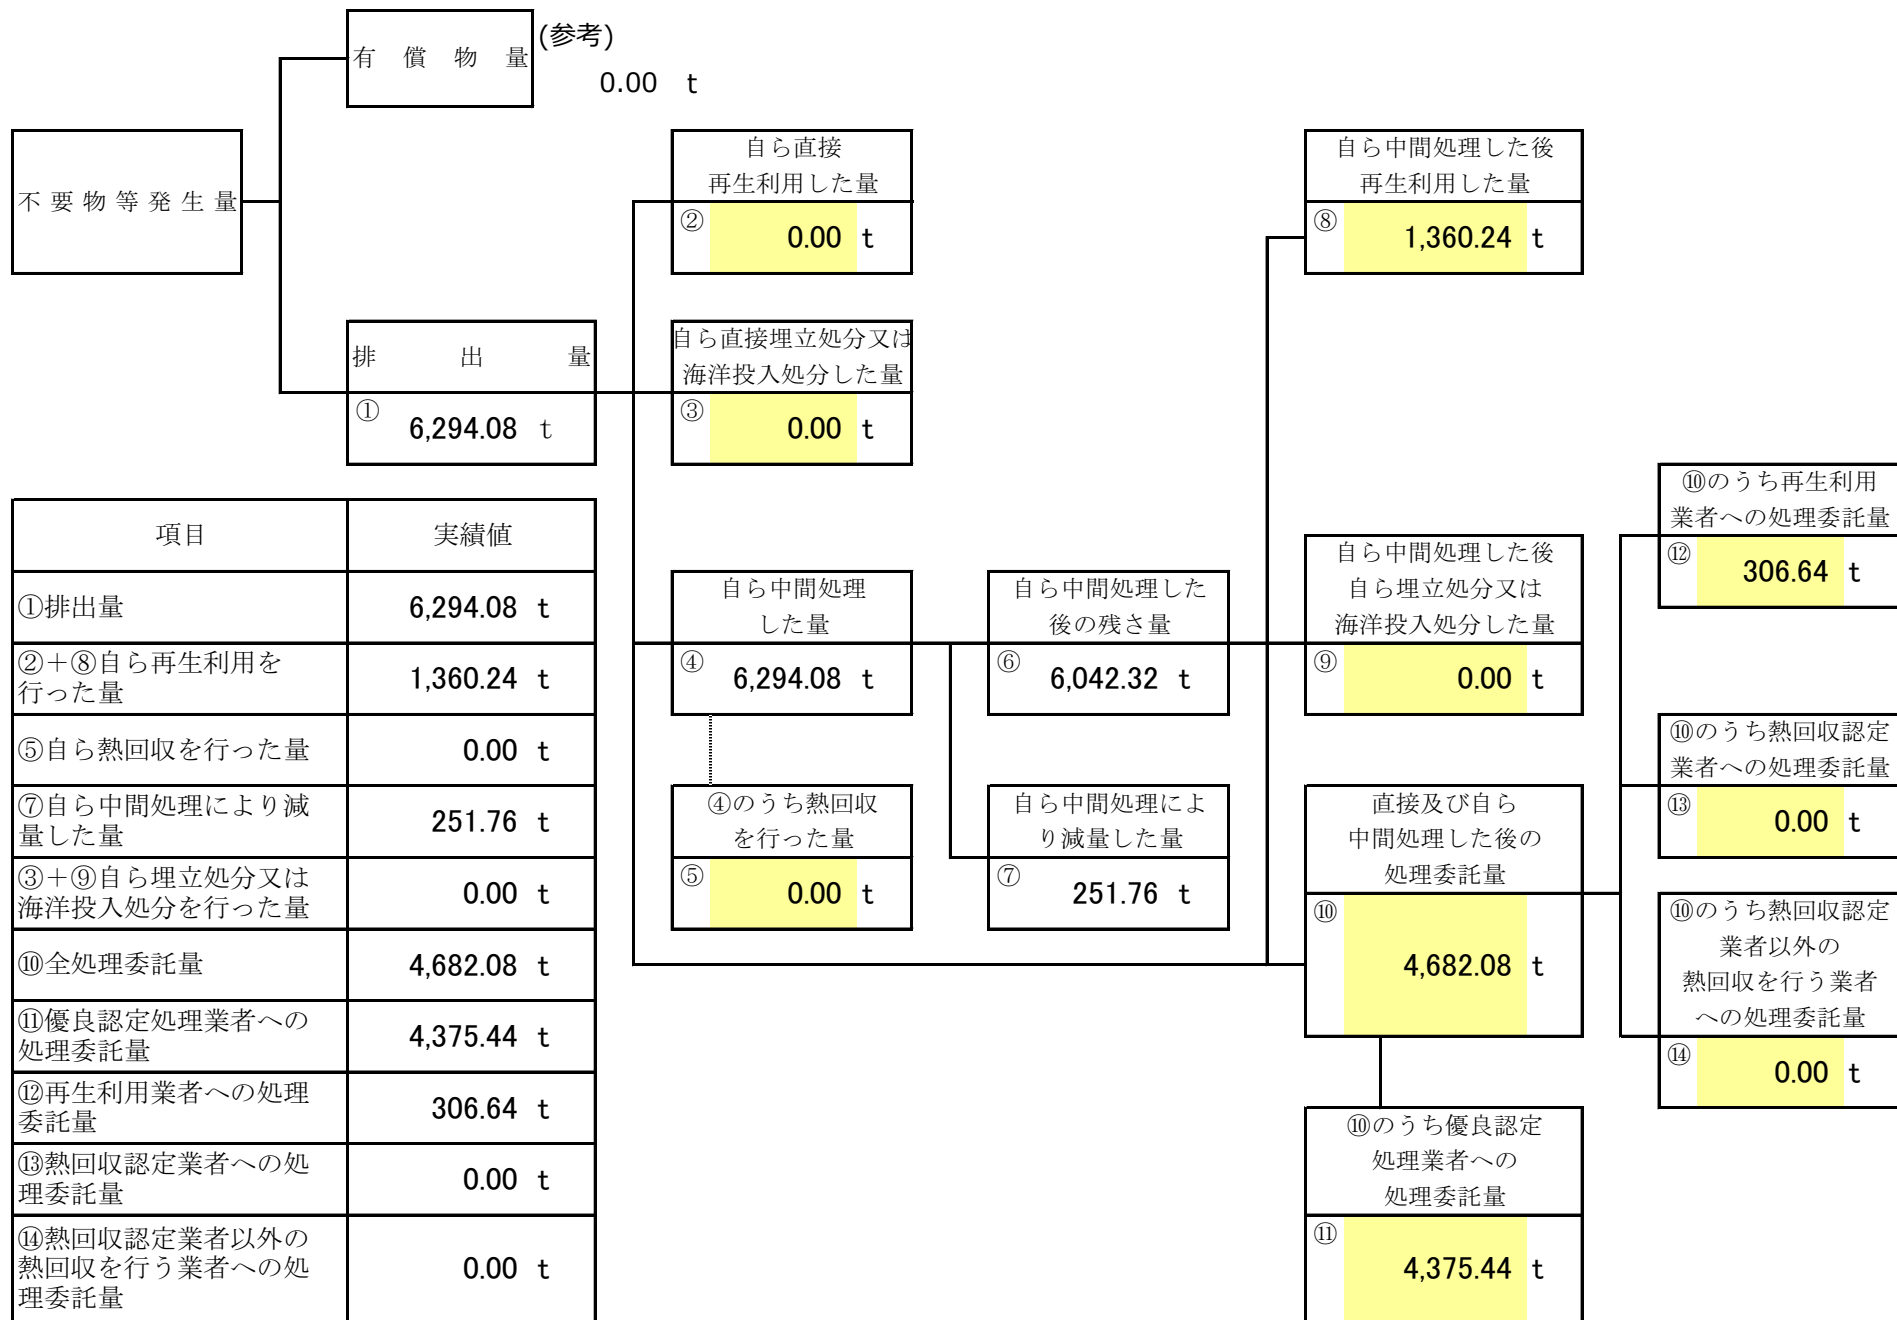 有償物量
(参考)
0.00 t
不要物等発生量
排出量
① 6,294.08 t
自ら直接
再生利用した量
② 0.00 t
自ら直接埋立処分又は
海洋投入処分した量
③ 0.00 t
自ら中間処理
した量
④ 6,294.08 t
④のうち熱回収
を行った量
⑤ 0.00 t
自ら中間処理した
後の残さ量
⑥ 6,042.32 t
自ら中間処理によ
り減量した量
⑦ 251.76 t
自ら中間処理した後
再生利用した量
⑧ 1,360.24 t
自ら中間処理した後
自ら埋立処分又は
海洋投入処分した量
⑨ 0.00 t
直接及び自ら
中間処理した後の
処理委託量
⑩
4,682.08 t
⑩のうち優良認定
処理業者への
処理委託量
⑪
4,375.44 t
⑩のうち再生利用
業者への処理委託量
⑫ 306.64 t
⑩のうち熱回収認定
業者への処理委託量
⑬ 0.00 t
⑩のうち熱回収認定
業者以外の
熱回収を行う業者
への処理委託量
⑭ 0.00 t
項目 実績値
①排出量 6,294.08 t
②＋⑧自ら再生利用を
行った量 1,360.24 t
⑤自ら熱回収を行った量 0.00 t
⑦自ら中間処理により減
量した量 251.76 t
③＋⑨自ら埋立処分又は
海洋投入処分を行った量 0.00 t
⑩全処理委託量 4,682.08 t
⑪優良認定処理業者への
処理委託量 4,375.44 t
⑫再生利用業者への処理
委託量 306.64 t
⑬熱回収認定業者への処
理委託量 0.00 t
⑭熱回収認定業者以外の
熱回収を行う業者への処
理委託量 0.00 t